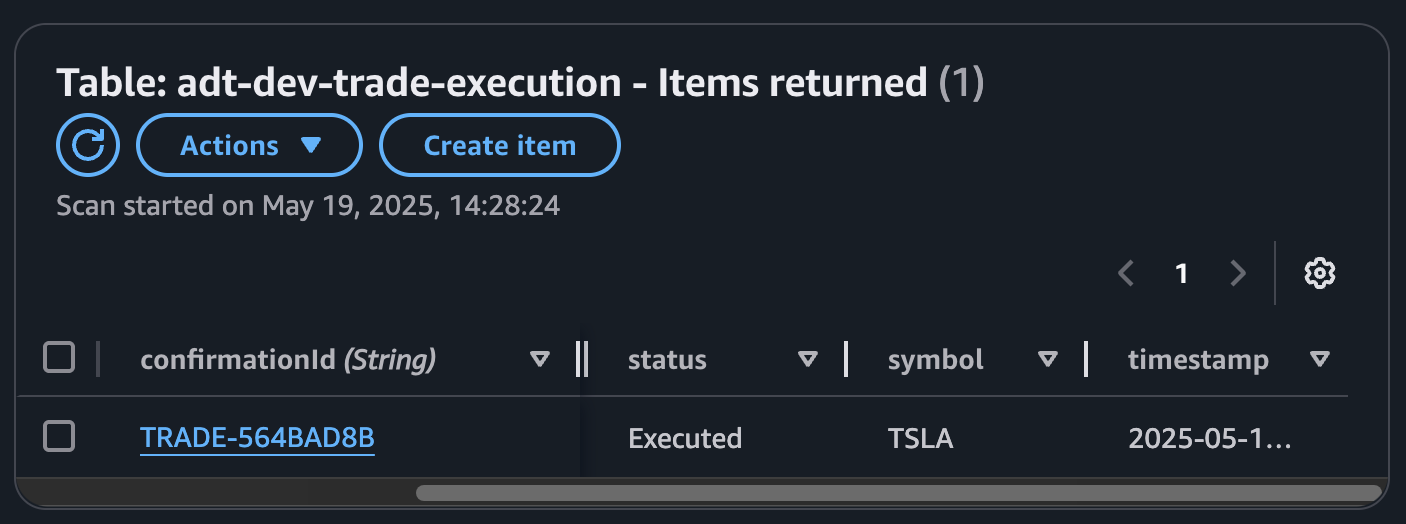 Table: adt-dev-trade-execution - Items returned (1)
Actions Create item
Scan started on May 19, 2025, 14:28:24
1
confirmationId (String) status symbol timestamp
TRADE-564BAD8B Executed TSLA 2025-05-1...